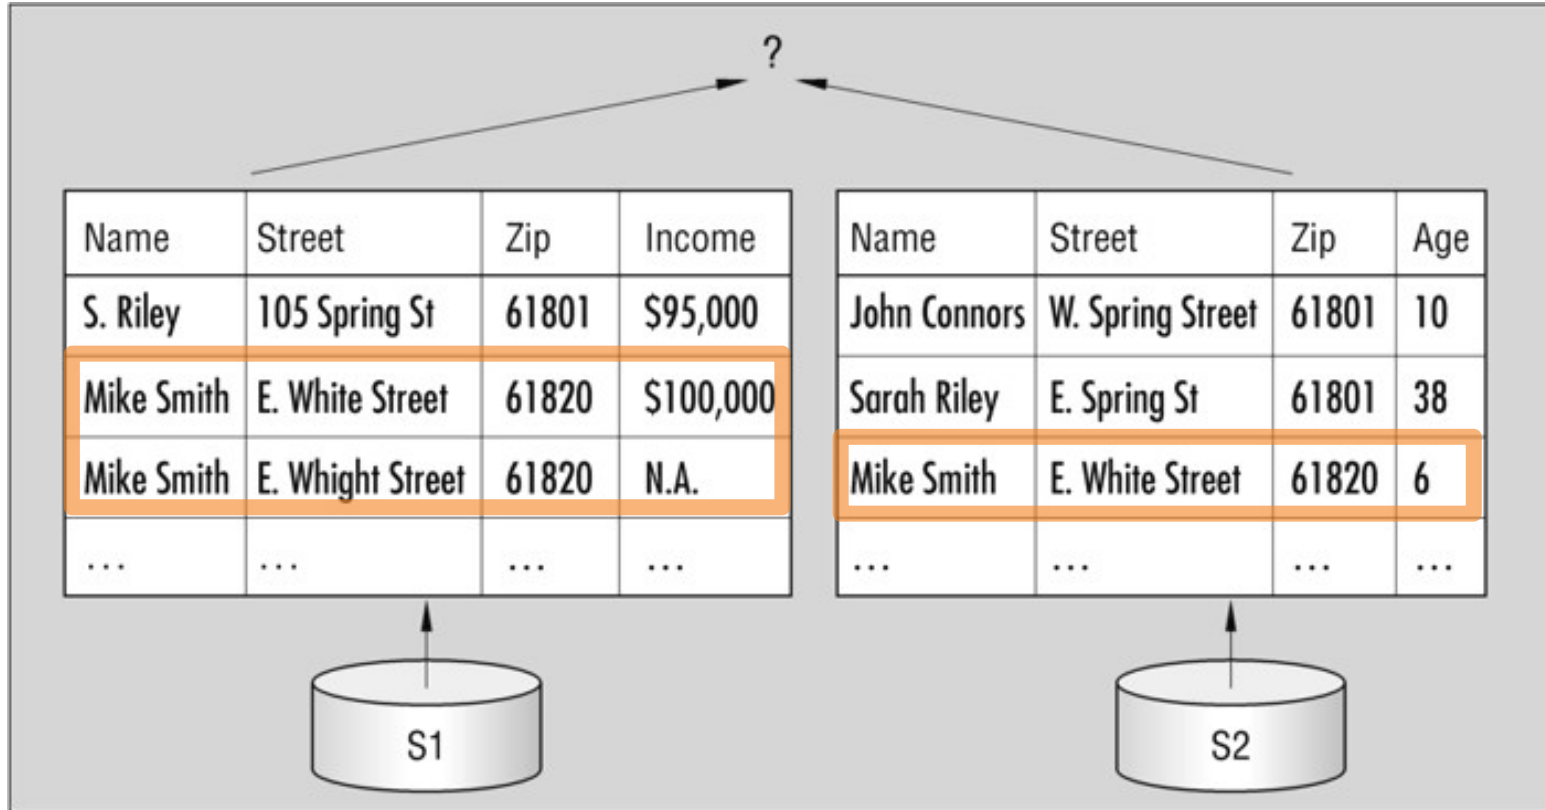 ?
Name Street Zip Income
S. Riley 105 Spring St 61801 $95,000
Mike Smith E. White Street 61820 $100,000
Mike Smith E. Whight Street 61820 N.A.
... ... ... ...
Name Street Zip Age
John Connors W. Spring Street 61801 10
Sarah Riley E. Spring St 61801 38
Mike Smith E. White Street 61820 6
... ... ... ...
S1
S2